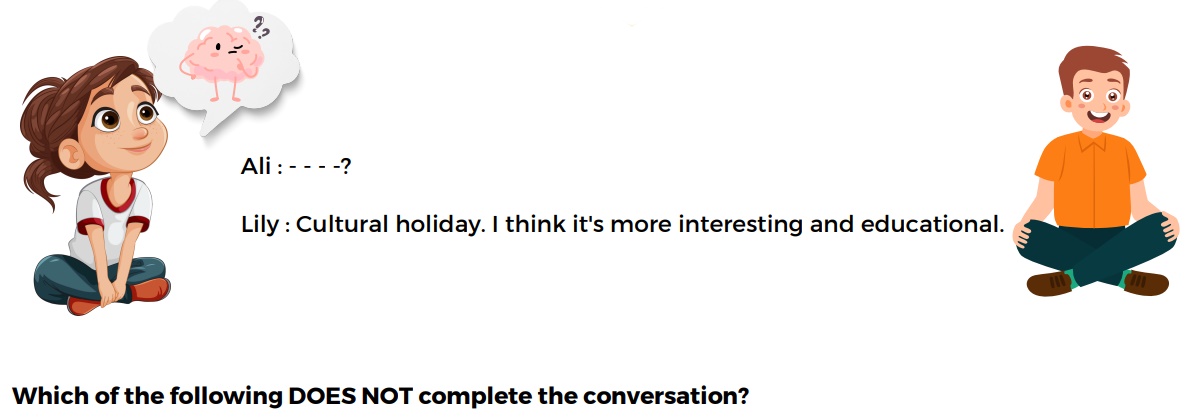 ??
Ali : - - - -?
Lily : Cultural holiday. I think it's more interesting and educational.
Which of the following DOES NOT complete the conversation?